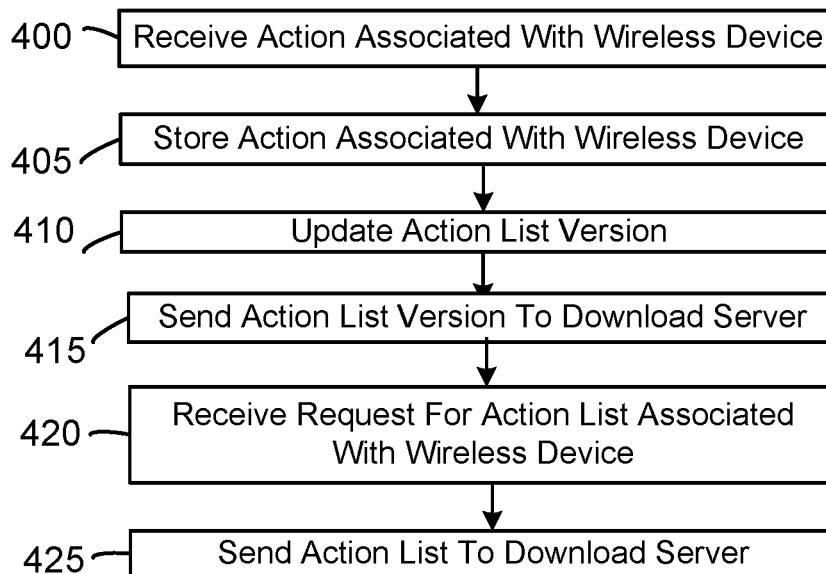 400 Receive Action Associated With Wireless Device
405 Store Action Associated With Wireless Device
410 Update Action List Version
415 Send Action List Version To Download Server
420 Receive Request For Action List Associated
With Wireless Device
425 Send Action List To Download Server